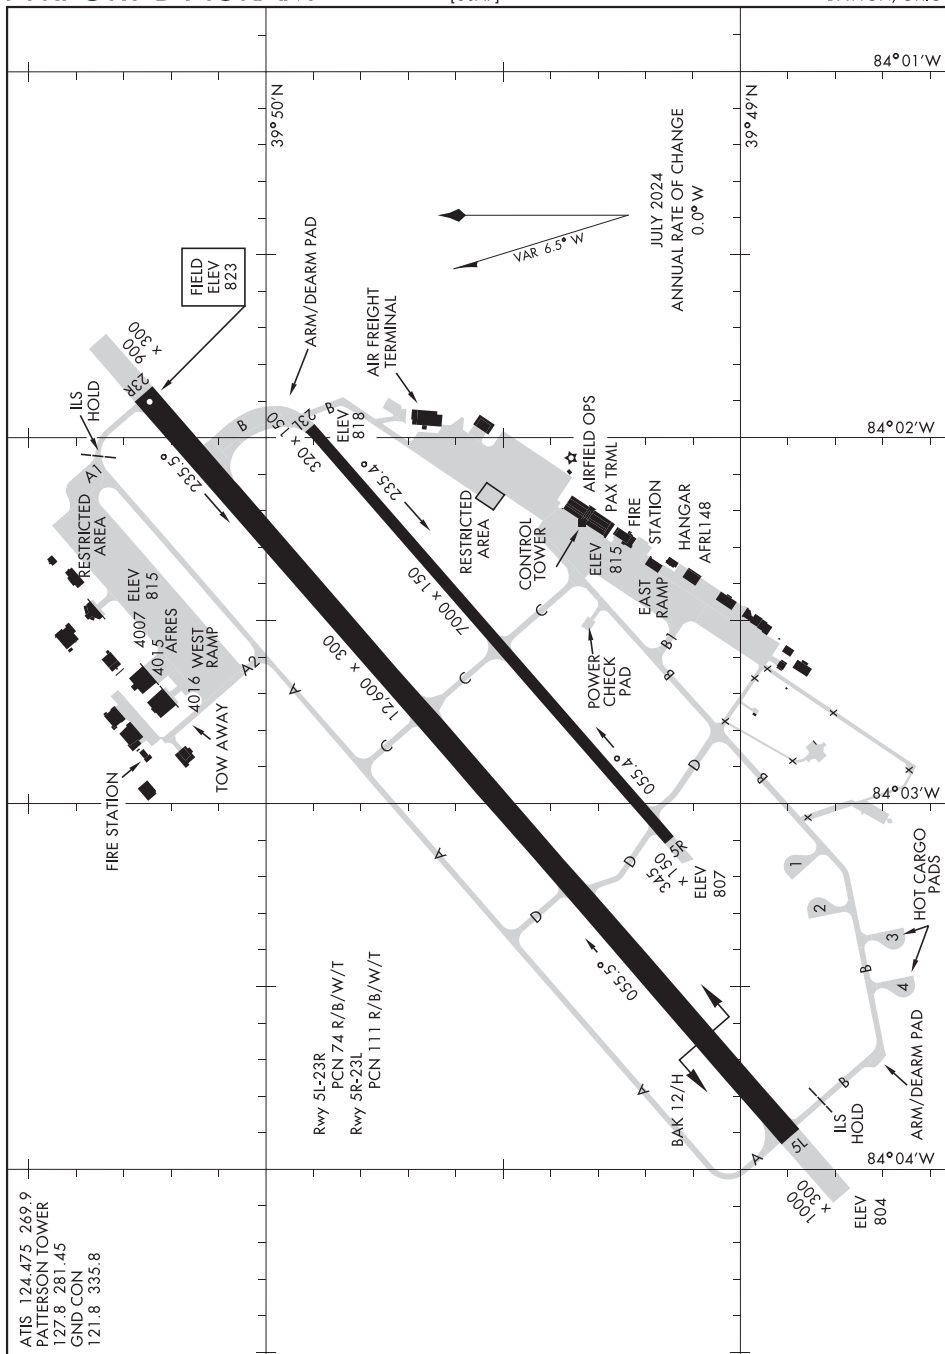 ATIS 124.475 269.9
PATTERSON TOWER
127.8 281.45
GND CON
121.8 335.8
84°01'W
84°02'W
84°03'W
84°04'W
39°50'N
39°49'N
JULY 2024
ANNUAL RATE OF CHANGE
0.0° W
VAR 6.5° W
FIELD
ELEV
823
900
× 300
23R
ILS
HOLD
A1
235.5°
B
ARM/DEARM PAD
320 × 150
23L
B
ELEV
818
AIR FREIGHT
TERMINAL
235.4°
RESTRICTED
AREA
ELEV
815
4007
4015
AFRES
4016
WEST
RAMP
A2
TOW AWAY
FIRE STATION
RESTRICTED
AREA
AIRFIELD OPS
PAX TRML
CONTROL
TOWER
FIRE
STATION
ELEV
815
HANGAR
AFRL148
EAST
RAMP
12,600 × 300
7000 × 150
C
C
C
A
A
A
A
POWER
CHECK
PAD
B1
B
B
D
D
D
055.4°
5R
345
× 150
ELEV
807
055.5°
Rwy 5L-23R
PCN 74 R/B/W/T
Rwy 5R-23L
PCN 111 R/B/W/T
BAK 12/H
1
2
3
4
HOT CARGO
PADS
B
B
ARM/DEARM PAD
ILS
HOLD
5L
1000
× 300
ELEV
804